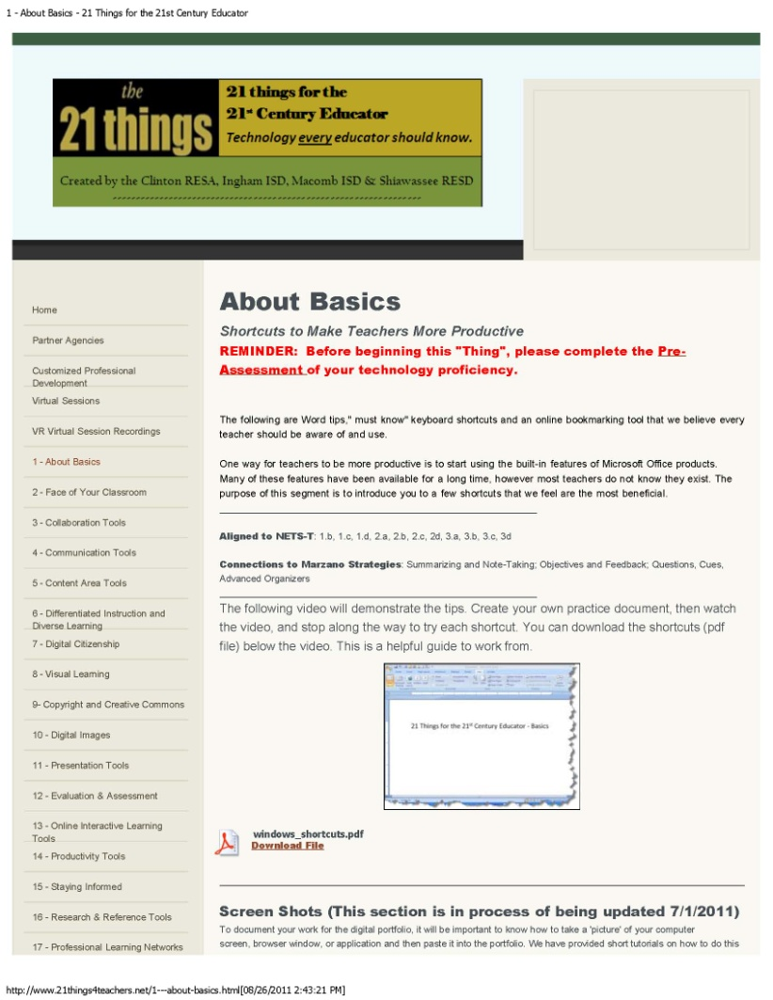 1 - About Basics - 21 Things for the 21st Century Educator
the
21 things
21 things for the
21st Century Educator
Technology every educator should know.
Created by the Clinton RESA, Ingham ISD, Macomb ISD & Shiawassee RESD
Home
Partner Agencies
Customized Professional
Development
Virtual Sessions
VR Virtual Session Recordings
1 - About Basics
2 - Face of Your Classroom
3 - Collaboration Tools
4 - Communication Tools
5 - Content Area Tools
6 - Differentiated Instruction and
Diverse Learning
7 - Digital Citizenship
8 - Visual Learning
9- Copyright and Creative Commons
10 - Digital Images
11 - Presentation Tools
12 - Evaluation & Assessment
13 - Online Interactive Learning
Tools
14 - Productivity Tools
15 - Staying Informed
16 - Research & Reference Tools
17 - Professional Learning Networks
About Basics
Shortcuts to Make Teachers More Productive
REMINDER:  Before beginning this "Thing", please complete the Pre-
Assessment of your technology proficiency.
The following are Word tips," must know" keyboard shortcuts and an online bookmarking tool that we believe every
teacher should be aware of and use.
One way for teachers to be more productive is to start using the built-in features of Microsoft Office products.
Many of these features have been available for a long time, however most teachers do not know they exist. The
purpose of this segment is to introduce you to a few shortcuts that we feel are the most beneficial.
Aligned to NETS-T: 1.b, 1.c, 1.d, 2.a, 2.b, 2.c, 2d, 3.a, 3.b, 3.c, 3d
Connections to Marzano Strategies: Summarizing and Note-Taking; Objectives and Feedback; Questions, Cues,
Advanced Organizers
The following video will demonstrate the tips. Create your own practice document, then watch
the video, and stop along the way to try each shortcut. You can download the shortcuts (pdf
file) below the video. This is a helpful guide to work from.
21 Things for the 21st Century Educator - Basics
windows_shortcuts.pdf
Download File
Screen Shots (This section is in process of being updated 7/1/2011)
To document your work for the digital portfolio, it will be important to know how to take a 'picture' of your computer
screen, browser window, or application and then paste it into the portfolio. We have provided short tutorials on how to do this
http://www.21things4teachers.net/1---about-basics.html[08/26/2011 2:43:21 PM]